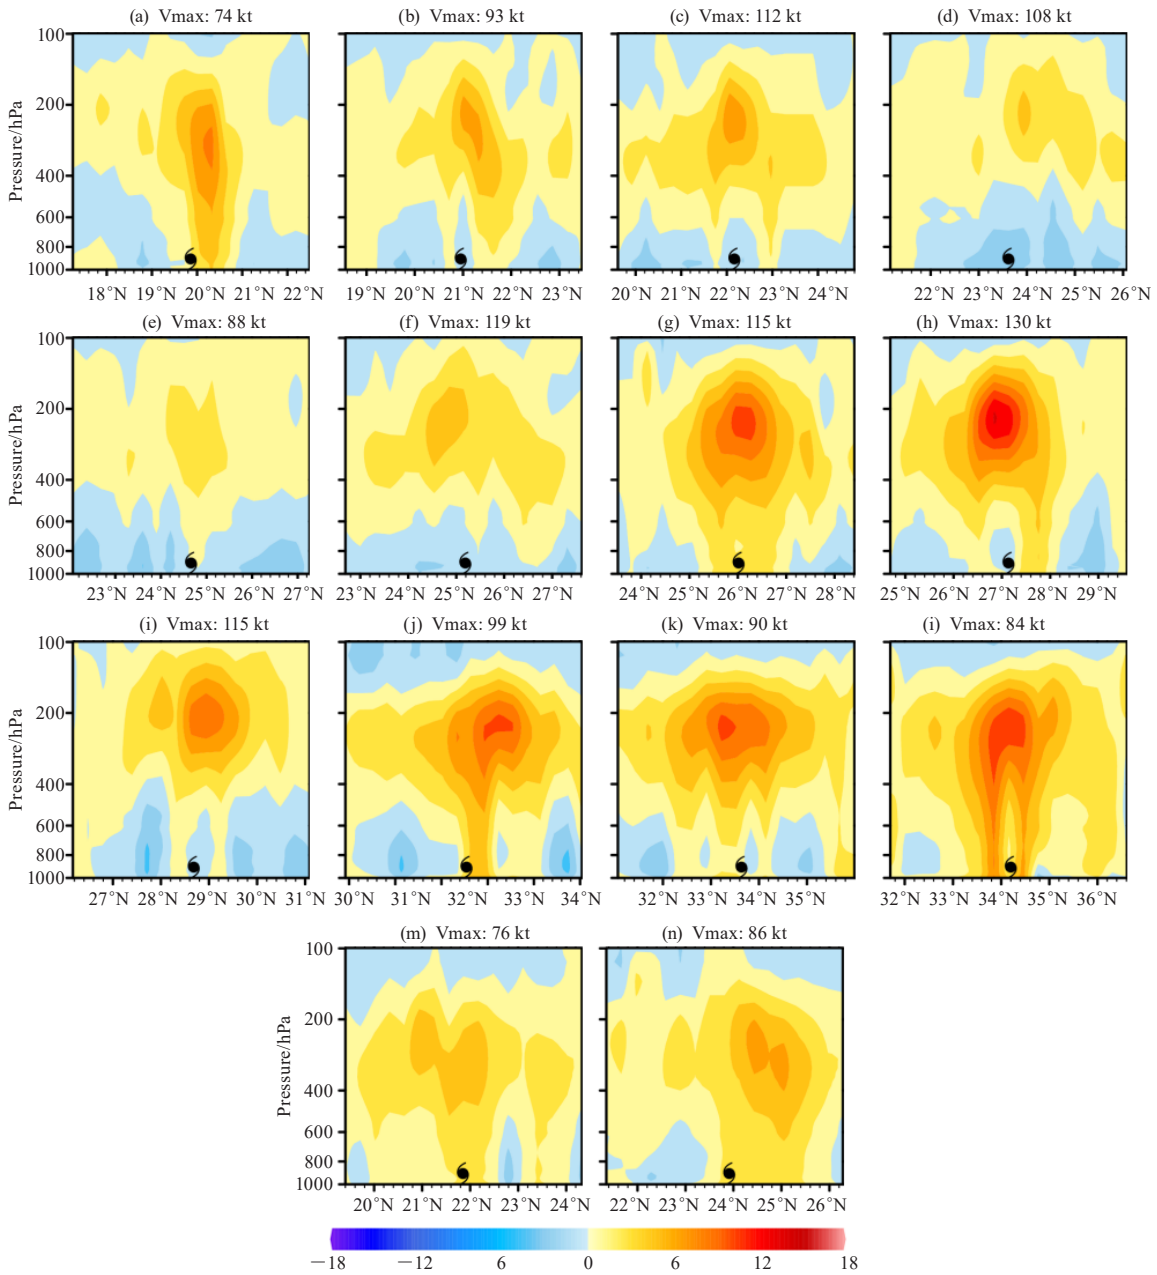 (a) Vmax: 74 kt
(b) Vmax: 93 kt
(c) Vmax: 112 kt
(d) Vmax: 108 kt
Pressure/hPa
100
200
400
600
800
1000
18°N 19°N 20°N 21°N 22°N
19°N 20°N 21°N 22°N 23°N
20°N 21°N 22°N 23°N 24°N
22°N 23°N 24°N 25°N 26°N
(e) Vmax: 88 kt
(f) Vmax: 119 kt
(g) Vmax: 115 kt
(h) Vmax: 130 kt
Pressure/hPa
100
200
400
600
800
1000
23°N 24°N 25°N 26°N 27°N
23°N 24°N 25°N 26°N 27°N
24°N 25°N 26°N 27°N 28°N
25°N 26°N 27°N 28°N 29°N
(i) Vmax: 115 kt
(j) Vmax: 99 kt
(k) Vmax: 90 kt
(i) Vmax: 84 kt
Pressure/hPa
100
200
400
600
800
1000
27°N 28°N 29°N 30°N 31°N
30°N 31°N 32°N 33°N 34°N
32°N 33°N 34°N 35°N
32°N 33°N 34°N 35°N 36°N
(m) Vmax: 76 kt
(n) Vmax: 86 kt
Pressure/hPa
100
200
400
600
800
1000
20°N 21°N 22°N 23°N 24°N
22°N 23°N 24°N 25°N 26°N
−18 −12 6 0 6 12 18